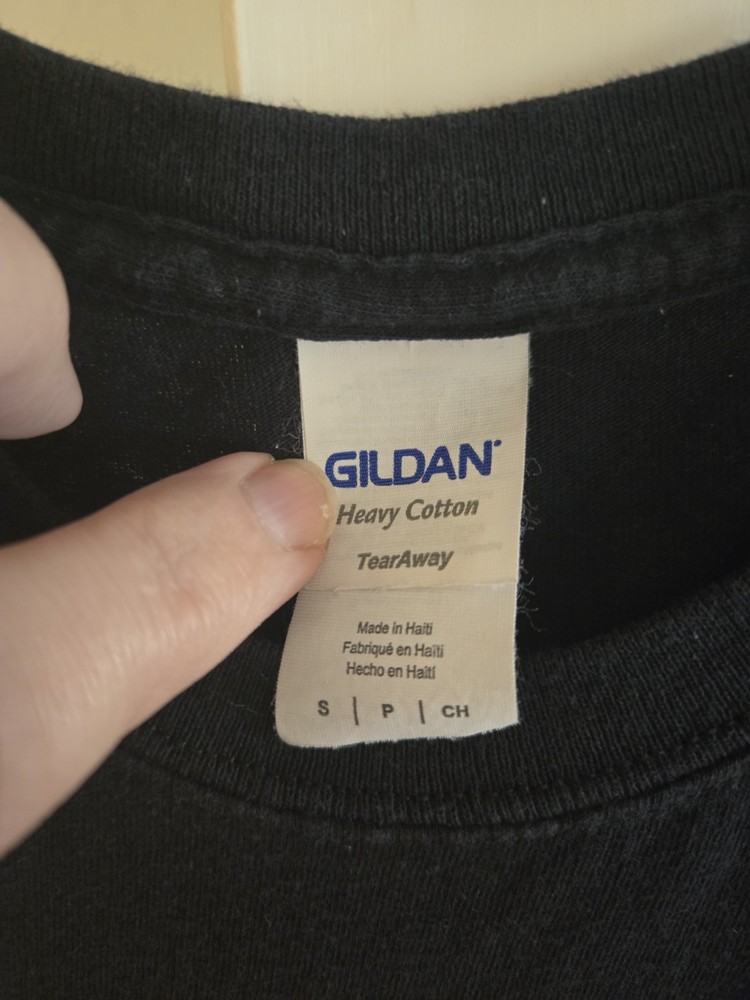 GILDAN
Heavy Cotton
TearAway
Made in Haiti
Fabriqué en Haïti
Hecho en Haití
S | P | CH